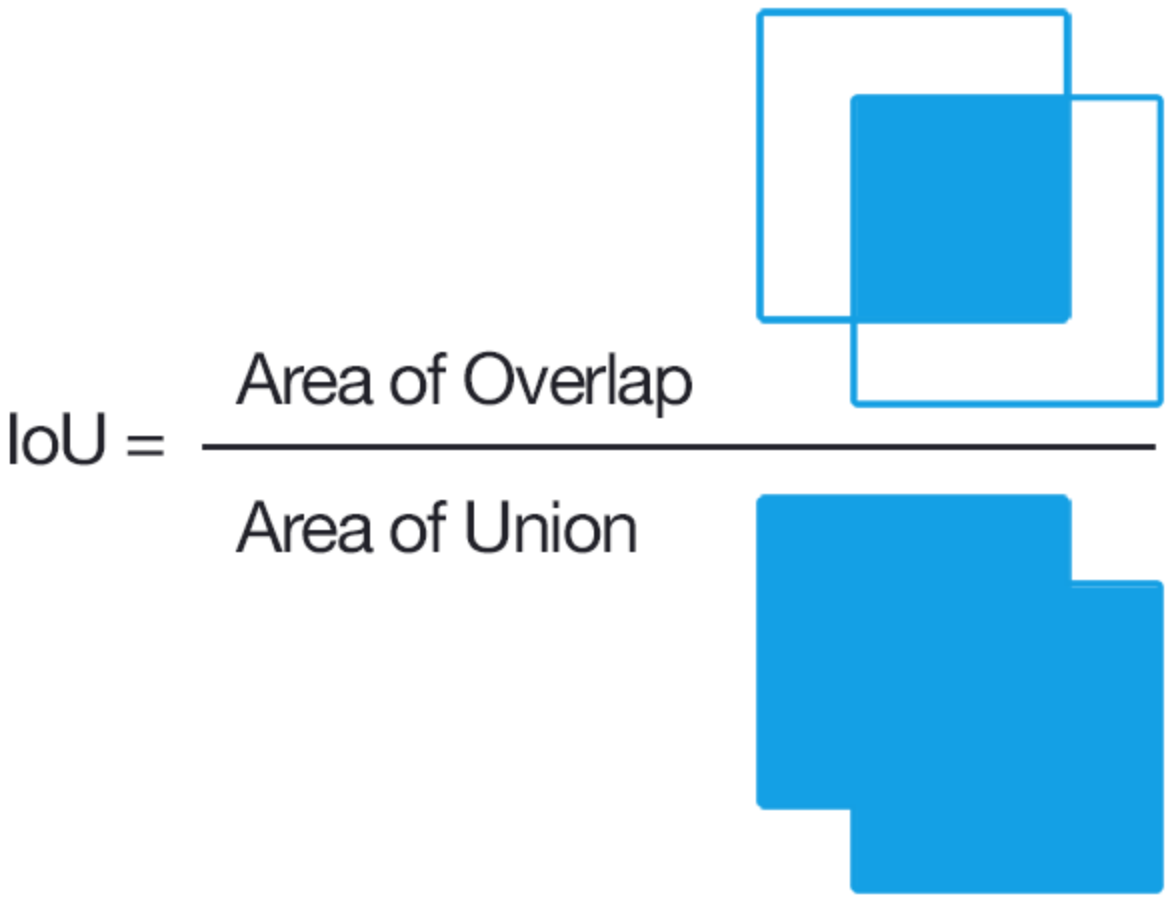 Area of Overlap
IoU =
Area of Union